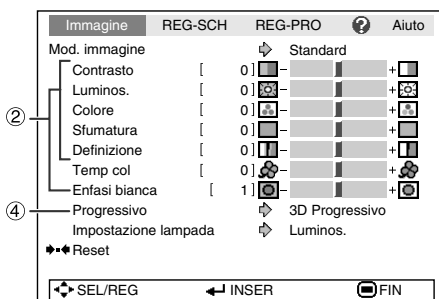 Immagine REG-SCH REG-PRO ? Aiuto
Mod. immagine Standard
Contrasto [ 0 ] - +
Luminos. [ 0 ] - +
② Colore [ 0 ] - +
Sfumatura [ 0 ] - +
Definizione [ 0 ] - +
Temp col [ 0 ] - +
Enfasi bianca [ 1 ] - +
④ Progressivo 3D Progressivo
Impostazione lampada Luminos.
Reset
SEL/REG INSER FIN